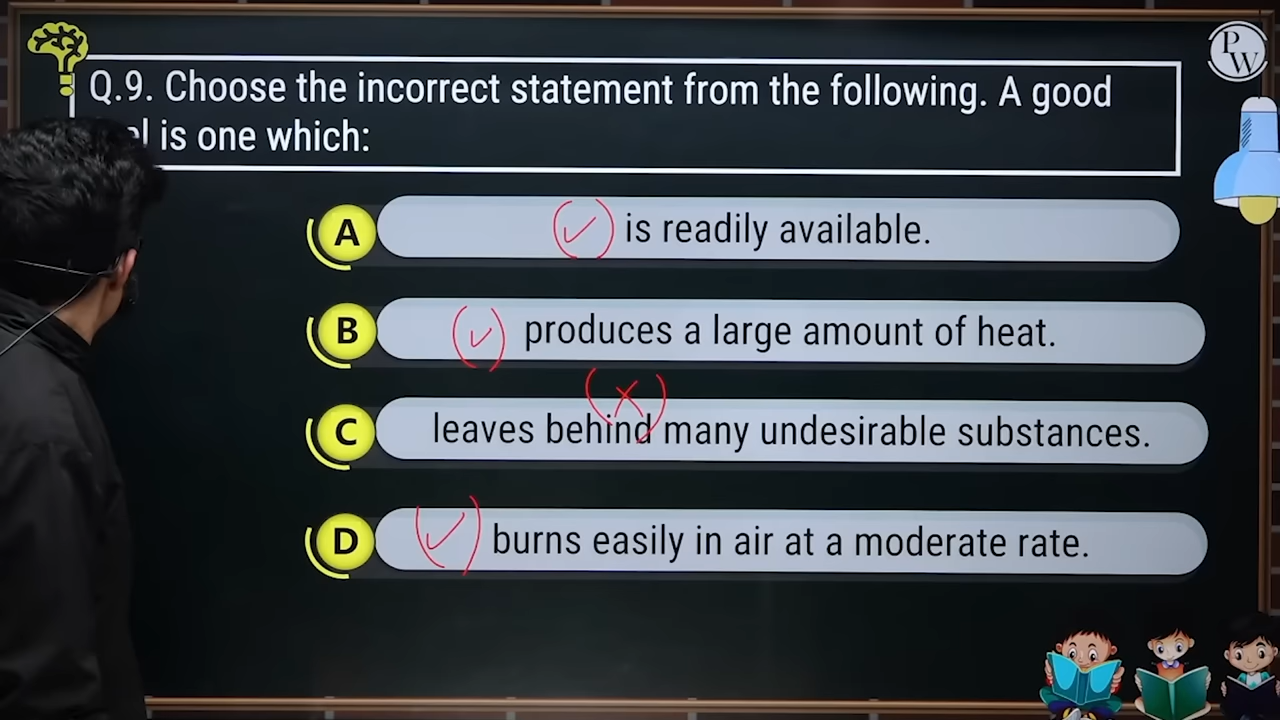 Q.9. Choose the incorrect statement from the following. A good
is one which:
A is readily available.
B produces a large amount of heat.
C leaves behind many undesirable substances.
D burns easily in air at a moderate rate.
PW